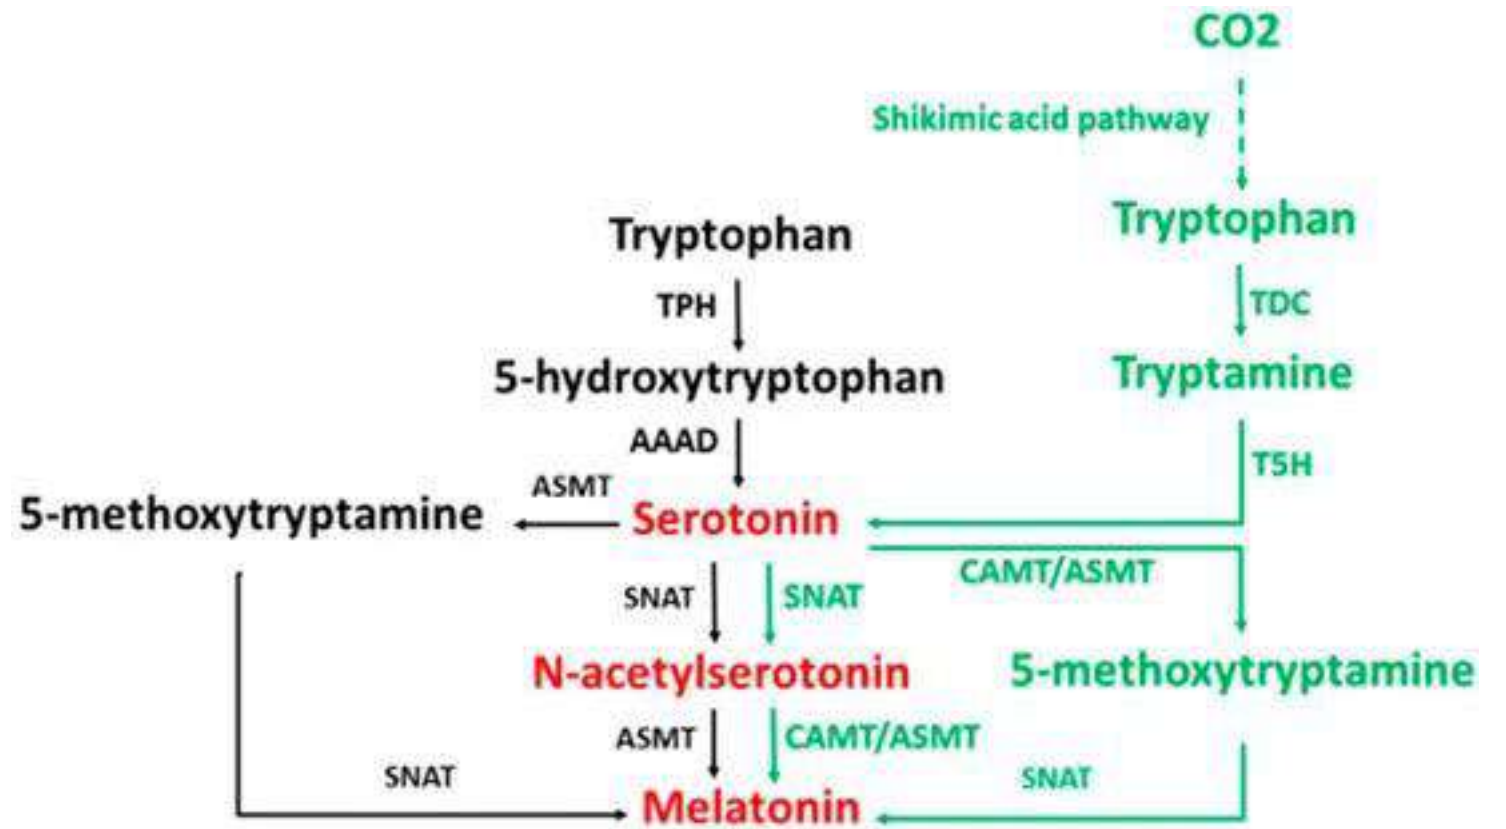 CO2
Shikimic acid pathway
Tryptophan
Tryptophan
TPH
TDC
5-hydroxytryptophan
Tryptamine
AAAD
T5H
ASMT
5-methoxytryptamine
Serotonin
CAMT/ASMT
SNAT
SNAT
N-acetylserotonin
5-methoxytryptamine
ASMT
CAMT/ASMT
SNAT
SNAT
Melatonin